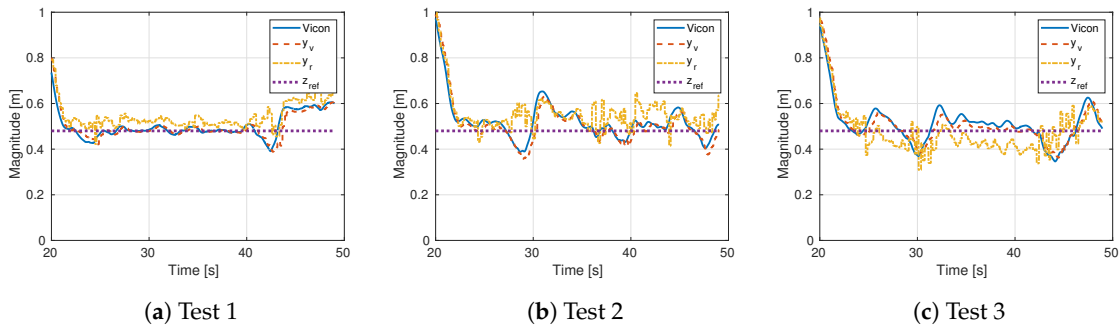 1
0.8
0.6
0.4
0.2
0
Magnitude [m]
20 30 40 50
Time [s]
Vicon
y_v
y_r
z_ref
(a) Test 1
1
0.8
0.6
0.4
0.2
0
Magnitude [m]
20 30 40 50
Time [s]
Vicon
y_v
y_r
z_ref
(b) Test 2
1
0.8
0.6
0.4
0.2
0
Magnitude [m]
20 30 40 50
Time [s]
Vicon
y_v
y_r
z_ref
(c) Test 3